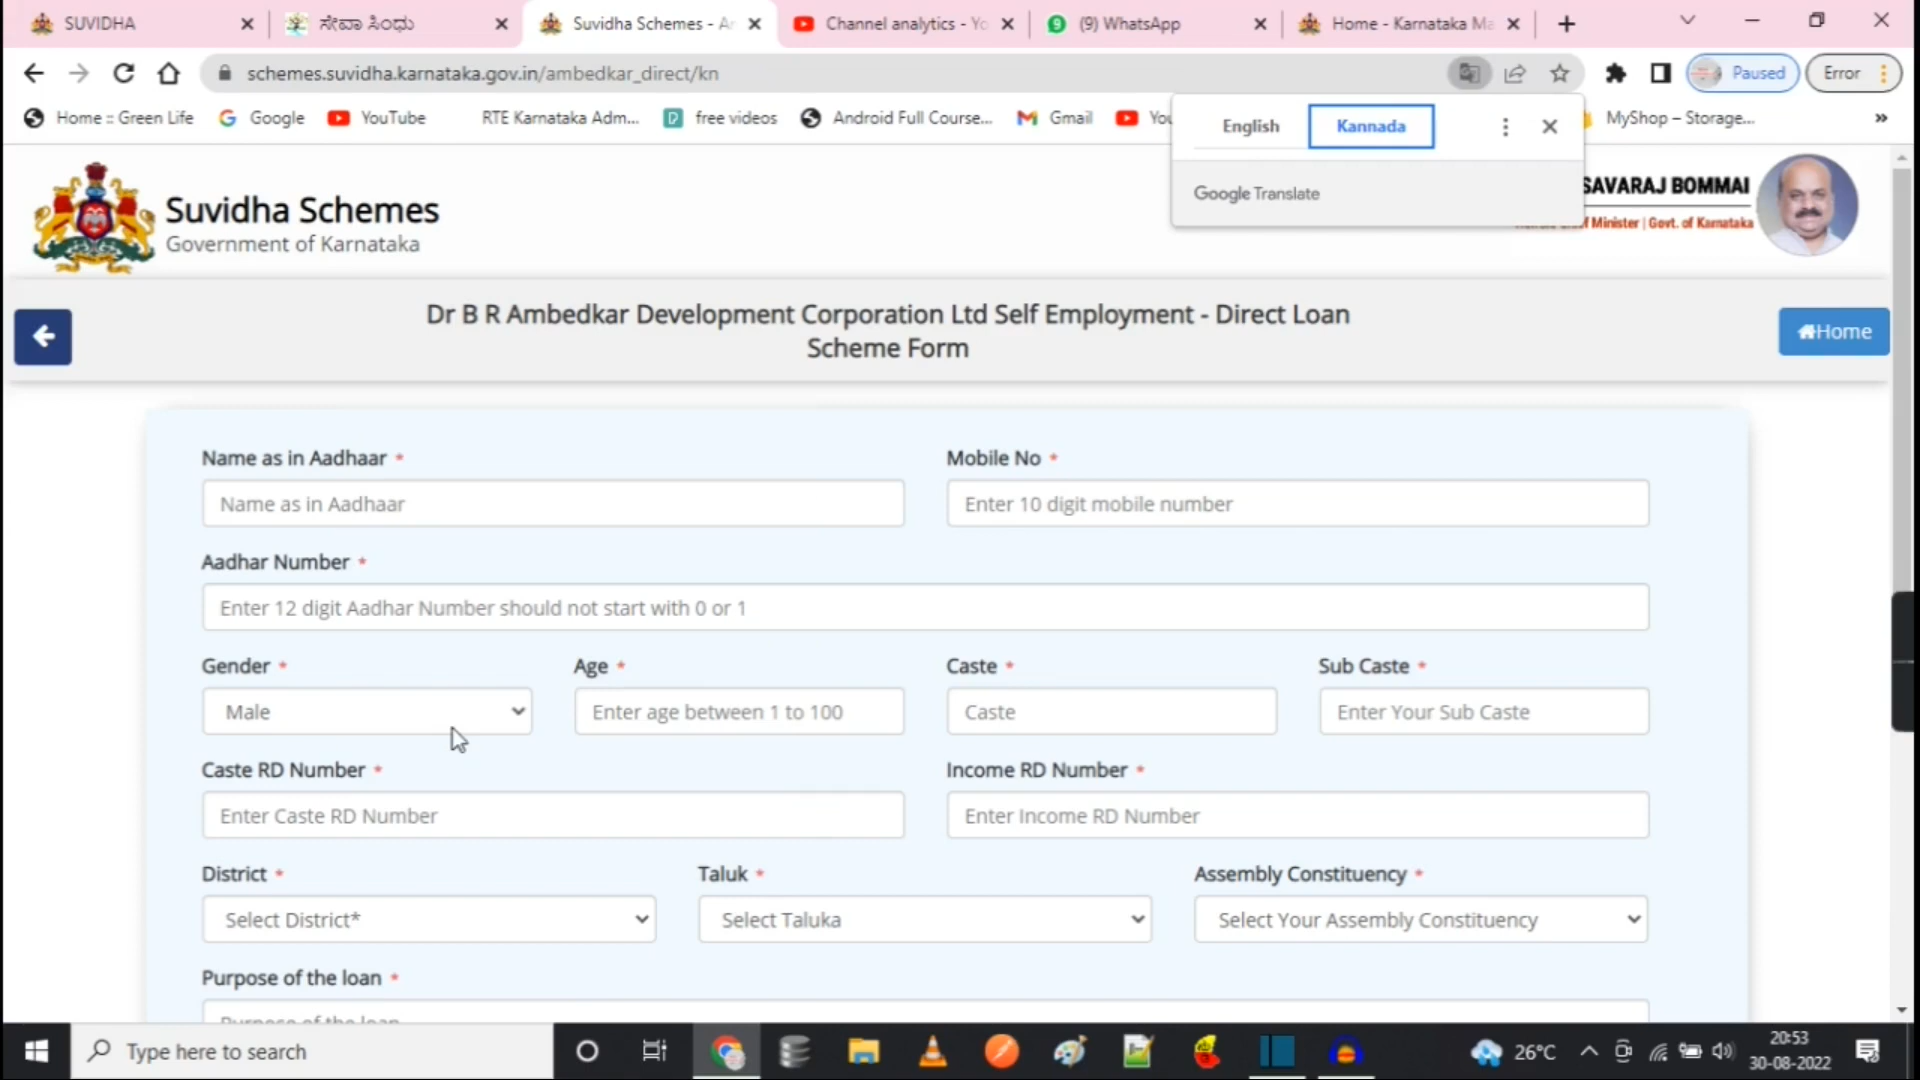 SUVIDHA
ಸೇವಾ ಸಿಂಧು
Suvidha Schemes - Ar
Channel analytics - Yo
(9) WhatsApp
Home - Karnataka Ma
schemes.suvidha.karnataka.gov.in/ambedkar_direct/kn
Paused
Error
Home :: Green Life
Google
YouTube
RTE Karnataka Adm...
free videos
Android Full Course...
Gmail
MyShop – Storage...
»
English
Kannada
Google Translate
Suvidha Schemes
Government of Karnataka
SAVARAJ BOMMAI
Minister | Govt. of Karnataka
Dr B R Ambedkar Development Corporation Ltd Self Employment - Direct Loan
Scheme Form
Home
Name as in Aadhaar *
Mobile No *
Name as in Aadhaar
Enter 10 digit mobile number
Aadhar Number *
Enter 12 digit Aadhar Number should not start with 0 or 1
Gender *
Age *
Caste *
Sub Caste *
Male
Enter age between 1 to 100
Caste
Enter Your Sub Caste
Caste RD Number *
Income RD Number *
Enter Caste RD Number
Enter Income RD Number
District *
Taluk *
Assembly Constituency *
Select District*
Select Taluka
Select Your Assembly Constituency
Purpose of the loan *
Purpose of the loan
Type here to search
26°C
20:53
30-08-2022